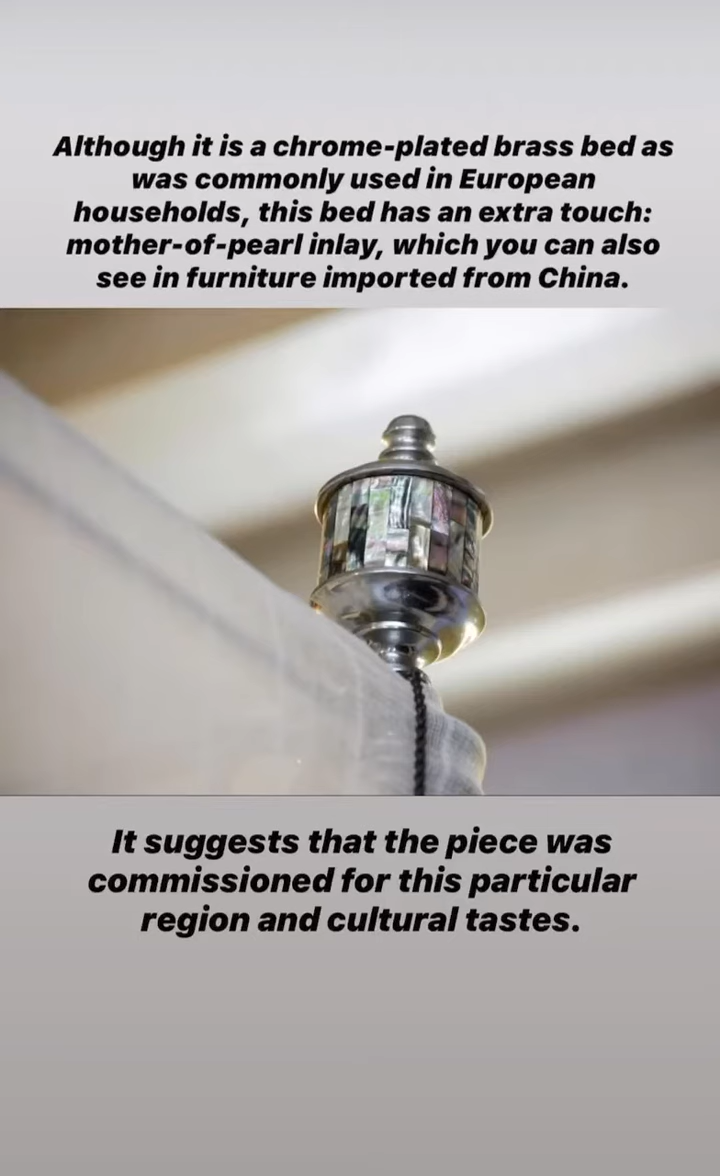 Although it is a chrome-plated brass bed as
was commonly used in European
households, this bed has an extra touch:
mother-of-pearl inlay, which you can also
see in furniture imported from China.
It suggests that the piece was
commissioned for this particular
region and cultural tastes.